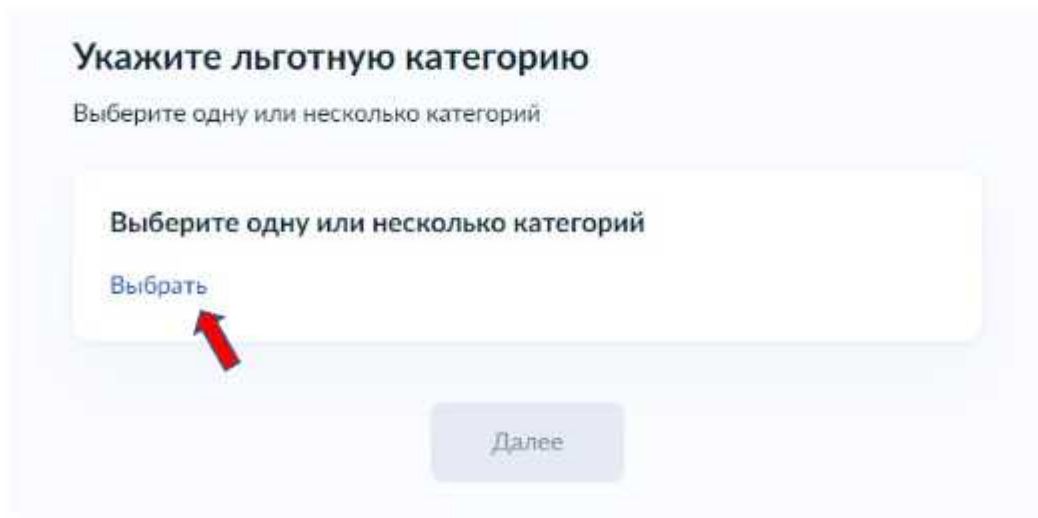 Укажите льготную категорию
Выберите одну или несколько категорий
Выберите одну или несколько категорий
Выбрать
Далее